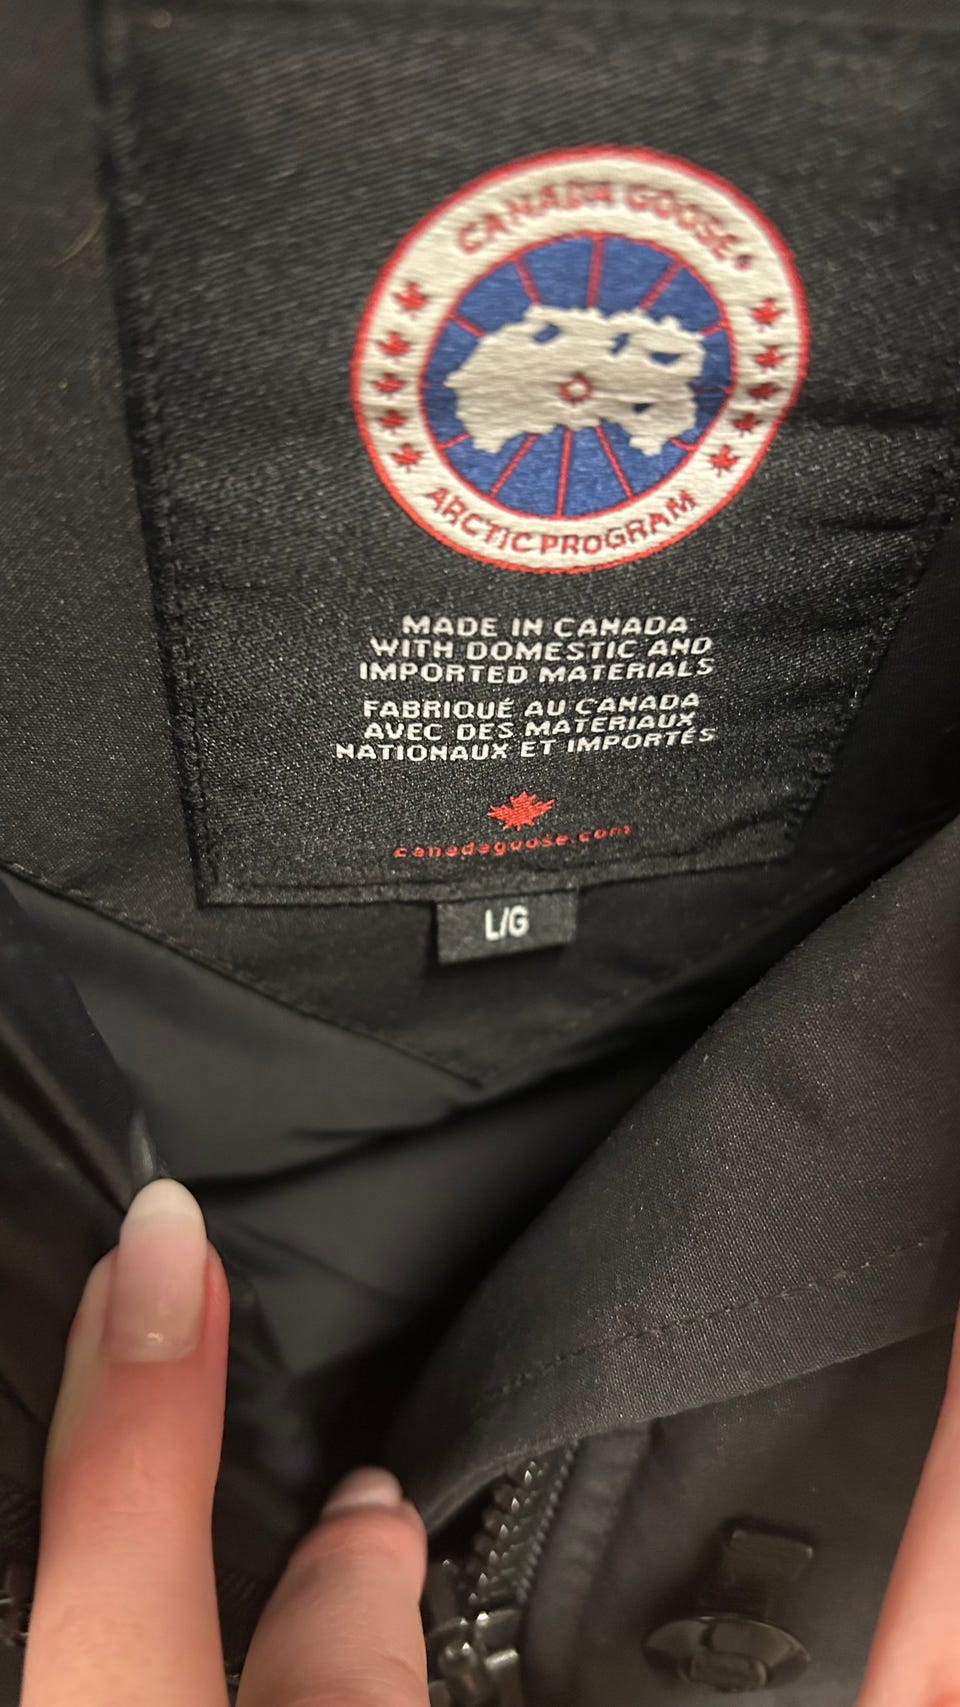 CANADA GOOSE®
ARCTIC PROGRAM
MADE IN CANADA
WITH DOMESTIC AND
IMPORTED MATERIALS
FABRIQUÉ AU CANADA
AVEC DES MATERIAUX
NATIONAUX ET IMPORTÉS
canadagoose.com
L/G